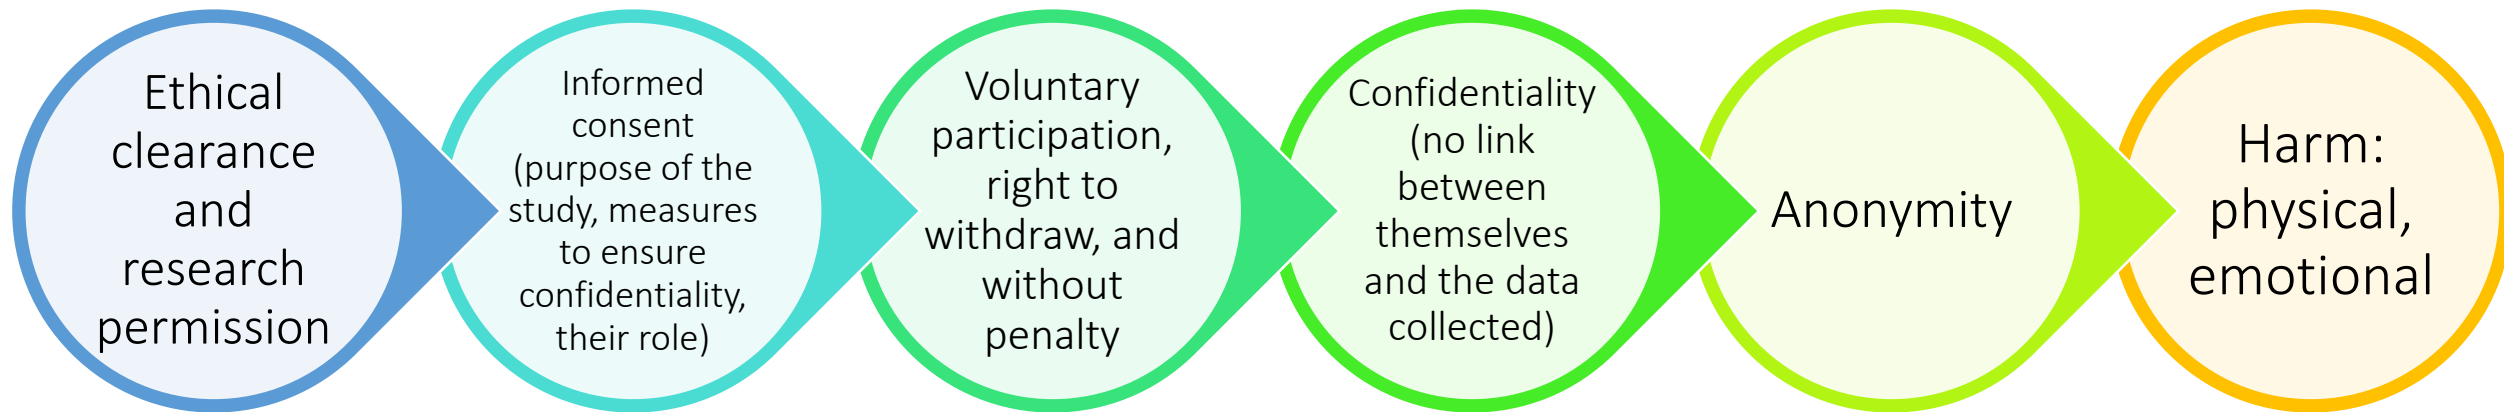 Ethical
clearance
and
research
permission
Informed
consent
(purpose of the
study, measures
to ensure
confidentiality,
their role)
Voluntary
participation,
right to
withdraw, and
without
penalty
Confidentiality
(no link
between
themselves
and the data
collected)
Anonymity
Harm:
physical,
emotional